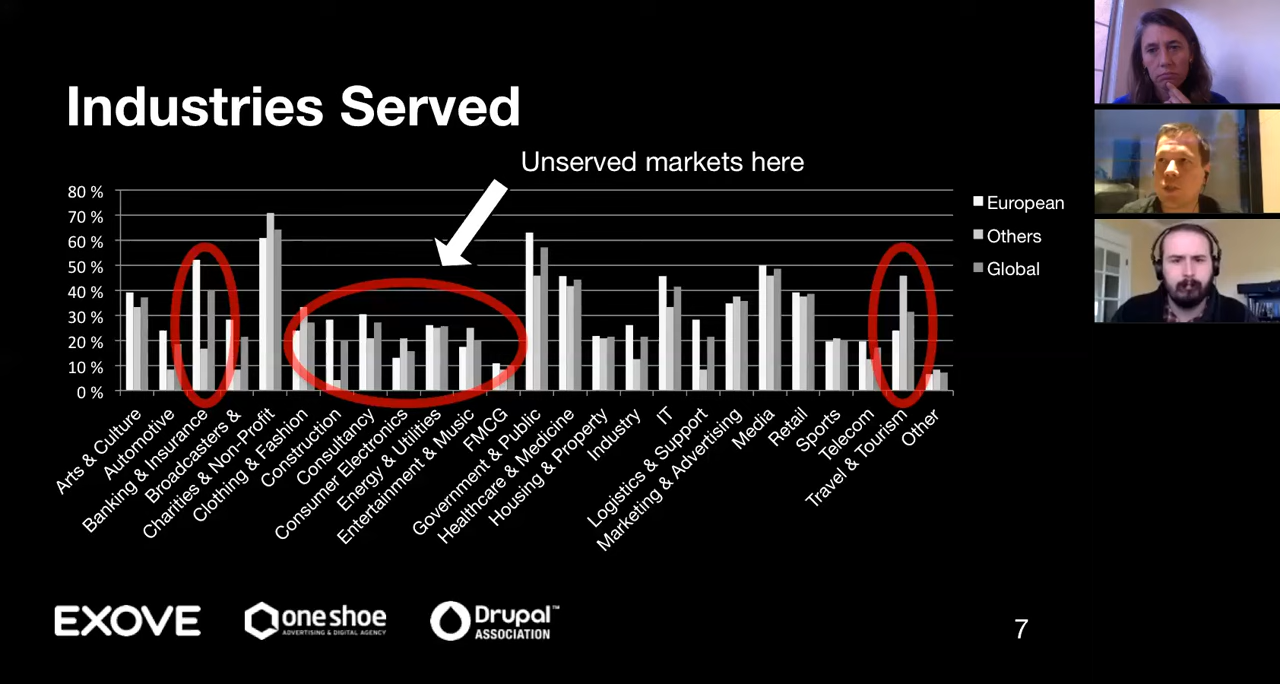 Industries Served
Unserved markets here
80 %
70 %
60 %
50 %
40 %
30 %
20 %
10 %
0 %
European
Others
Global
Arts & Culture
Automotive
Banking & Insurance
Broadcasters &
Charities & Non-Profit
Clothing & Fashion
Construction
Consultancy
Consumer Electronics
Energy & Utilities
Entertainment & Music
FMCG
Government & Public
Healthcare & Medicine
Housing & Property
Industry
IT
Logistics & Support
Marketing & Advertising
Media
Retail
Sports
Telecom
Travel & Tourism
Other
EXOVE
one shoe
ADVERTISING & DIGITAL AGENCY
Drupal™
ASSOCIATION
7